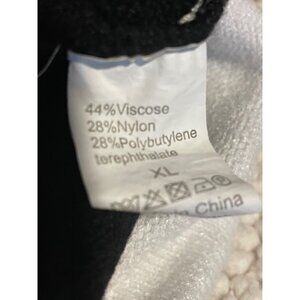 44%Viscose
28%Nylon
28%Polybutylene
terephthalate
XL
China